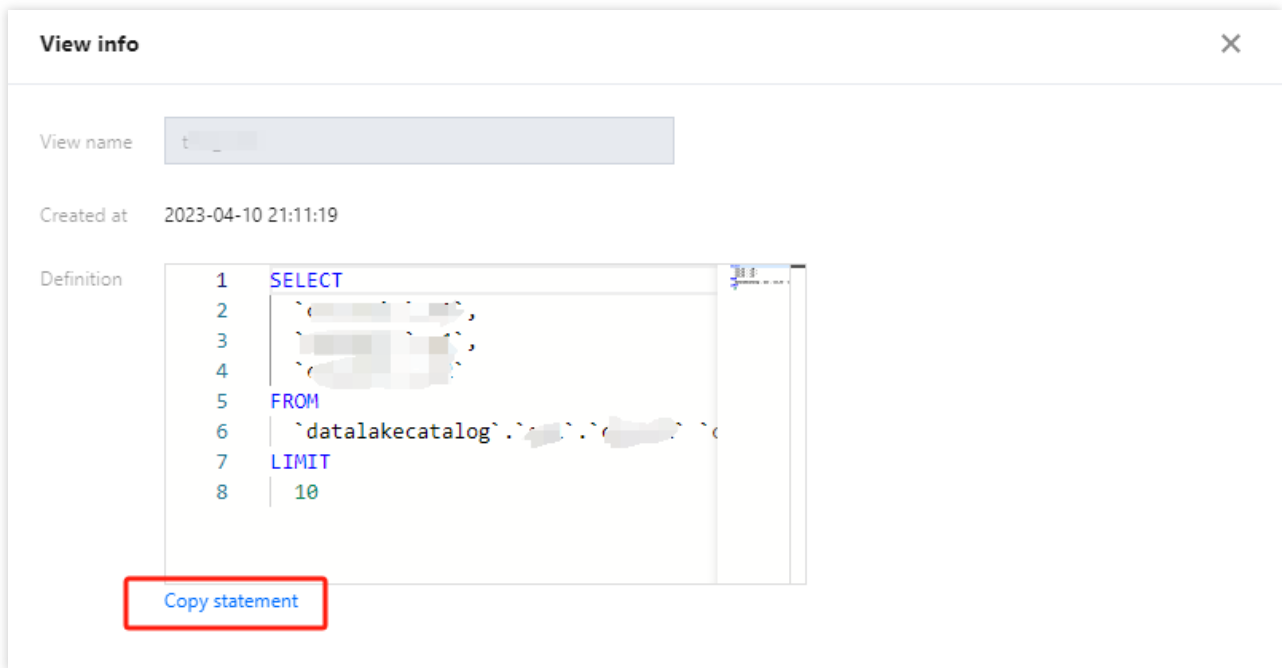 View info
View name t _
Created at 2023-04-10 21:11:19
Definition
1 SELECT
2
3
4
5 FROM
6 `datalakecatalog`.
7 LIMIT
8 10
Copy statement